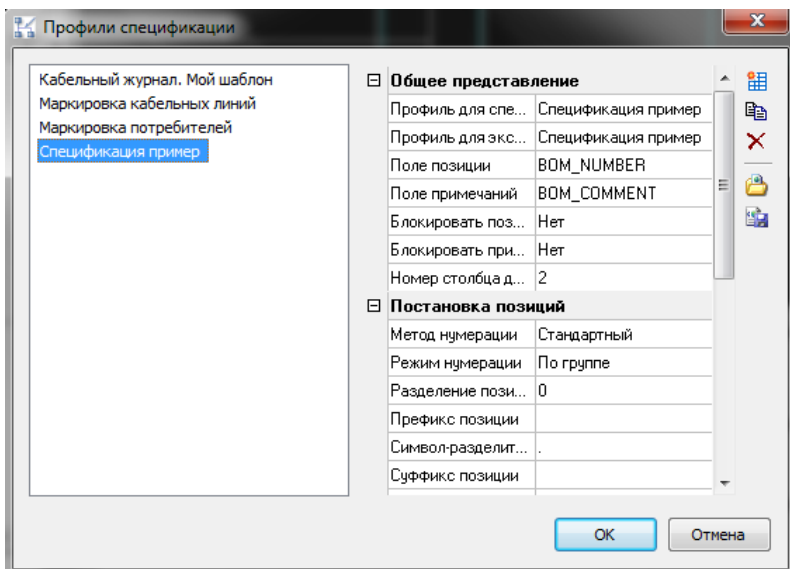 Профили спецификации
Кабельный журнал. Мой шаблон
Маркировка кабельных линий
Маркировка потребителей
Спецификация пример
Общее представление
Профиль для спе... Спецификация пример
Профиль для экс... Спецификация пример
Поле позиции BOM_NUMBER
Поле примечаний BOM_COMMENT
Блокировать поз... Нет
Блокировать при... Нет
Номер столбца д... 2
Постановка позиций
Метод нумерации Стандартный
Режим нумерации По группе
Разделение пози... 0
Префикс позиции
Символ-разделит... .
Суффикс позиции
OK Отмена